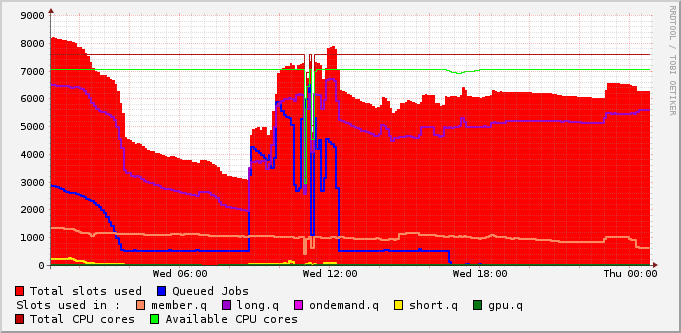 9000
8000
7000
6000
5000
4000
3000
2000
1000
0
Wed 06:00 Wed 12:00 Wed 18:00 Thu 00:00
RRDTOOL / TOBI OETIKER
Total slots used Queued Jobs
Slots used in : member.q long.q ondemand.q short.q gpu.q
Total CPU cores Available CPU cores